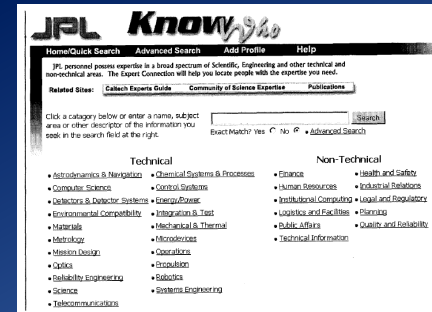 JPL KnowWho
Home/Quick Search Advanced Search Add Profile Help
JPL personnel possess expertise in a broad spectrum of Scientific, Engineering and other technical and
non-technical areas. The Expert Connection will help you locate people with the expertise you need.
Related Sites: Caltech Experts Guide Community of Science Expertise Publications
Click a catagory below or enter a name, subject
area or other descriptor of the information you
seek in the search field at the right.
Search
Exact Match? Yes No • Advanced Search
Technical
• Astrodynamics & Navigation • Chemical Systems & Processes
• Computer Science • Control Systems
• Detectors & Detector Systems • Energy/Power
• Environmental Compatibility • Integration & Test
• Materials • Mechanical & Thermal
• Metrology • Microdevices
• Mission Design • Operations
• Optics • Propulsion
• Reliability Engineering • Robotics
• Science • Systems Engineering
• Telecommunications
Non-Technical
• Finance • Health and Safety
• Human Resources • Industrial Relations
• Institutional Computing • Legal and Regulatory
• Logistics and Facilities • Planning
• Public Affairs • Quality and Reliability
• Technical Information